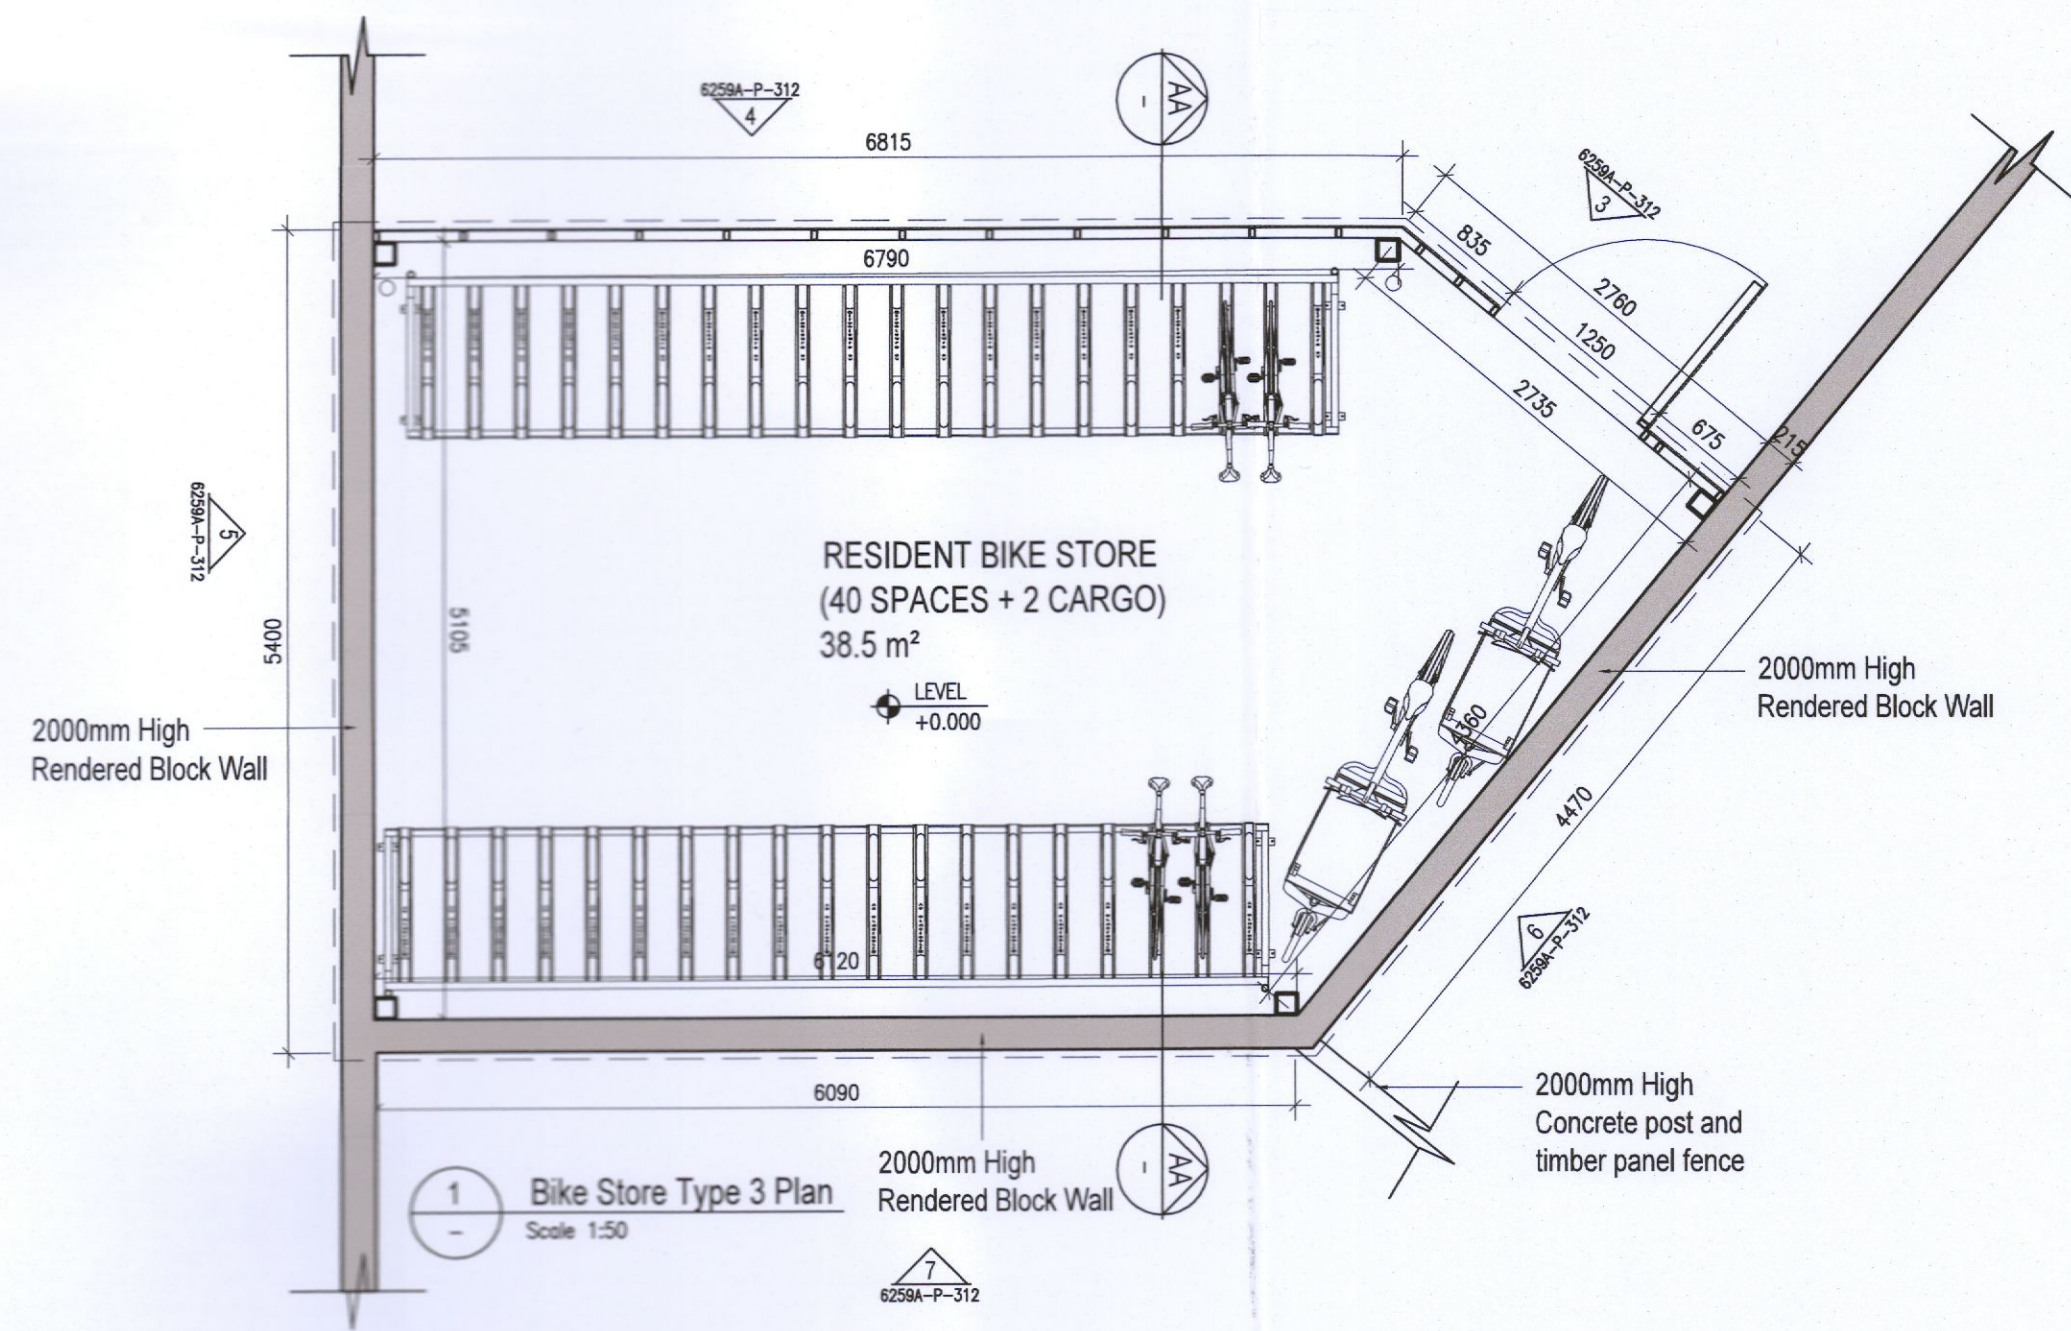 6259A-P-312
4
AA
-
6815
6259A-P-312
3
835
2760
6790
1250
2735
675
215
6259A-P-312
5
5400
5105
RESIDENT BIKE STORE
(40 SPACES + 2 CARGO)
38.5 m²
LEVEL
+0.000
2000mm High
Rendered Block Wall
2000mm High
Rendered Block Wall
4360
4470
6
6259A-P-312
6120
6090
2000mm High
Concrete post and
timber panel fence
1
-
Bike Store Type 3 Plan
Scale 1:50
2000mm High
Rendered Block Wall
AA
-
7
6259A-P-312